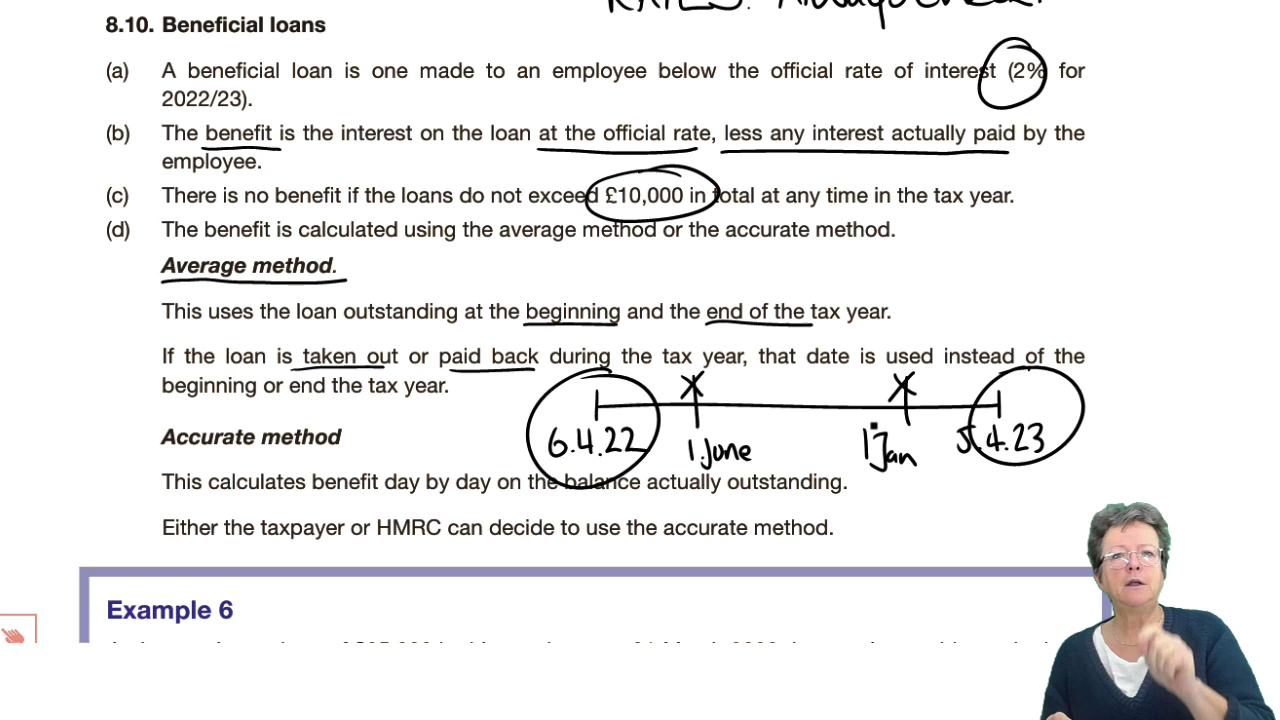 RATES. Always check.
8.10. Beneficial loans
(a) A beneficial loan is one made to an employee below the official rate of interest (2% for
2022/23).
(b) The benefit is the interest on the loan at the official rate, less any interest actually paid by the
employee.
(c) There is no benefit if the loans do not exceed £10,000 in total at any time in the tax year.
(d) The benefit is calculated using the average method or the accurate method.
Average method.
This uses the loan outstanding at the beginning and the end of the tax year.
If the loan is taken out or paid back during the tax year, that date is used instead of the
beginning or end the tax year.
Accurate method
6.4.22 1.June 1 Jan 5.4.23
This calculates benefit day by day on the balance actually outstanding.
Either the taxpayer or HMRC can decide to use the accurate method.
Example 6